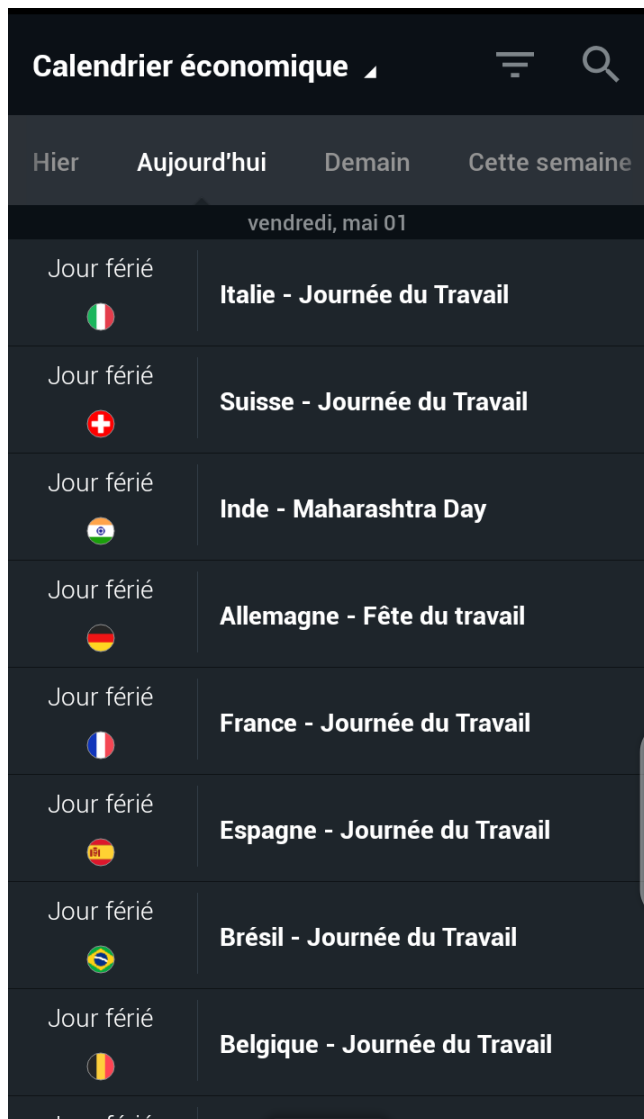 Calendrier économique
Hier Aujourd'hui Demain Cette semaine
vendredi, mai 01
Jour férié
Italie - Journée du Travail
Jour férié
Suisse - Journée du Travail
Jour férié
Inde - Maharashtra Day
Jour férié
Allemagne - Fête du travail
Jour férié
France - Journée du Travail
Jour férié
Espagne - Journée du Travail
Jour férié
Brésil - Journée du Travail
Jour férié
Belgique - Journée du Travail